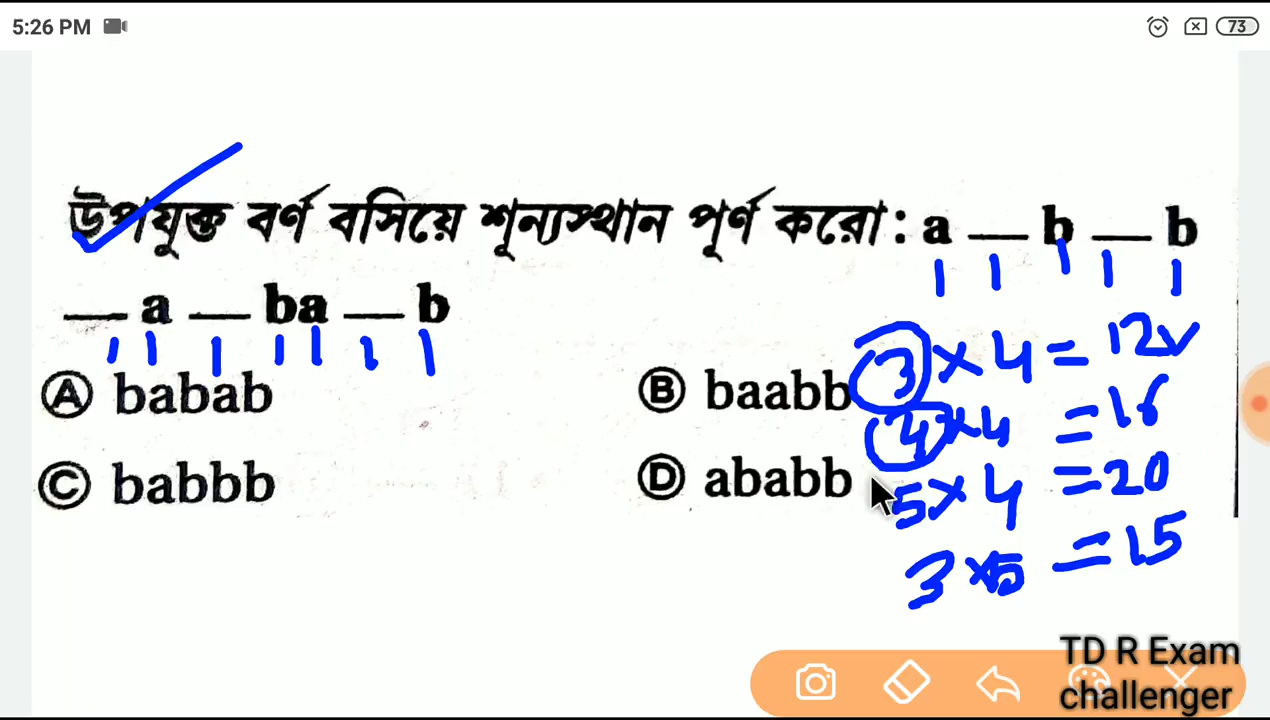 5:26 PM
73
উপযুক্ত বর্ণ বসিয়ে শূন্যস্থান পূর্ণ করো : a __ b __ b
__ a __ ba __ b
Ⓐ babab
Ⓑ baabb
Ⓒ babbb
Ⓓ ababb
3 × 4 = 12
4 × 4 = 16
5 × 4 = 20
3 × 5 = 15
TD R Exam
challenger